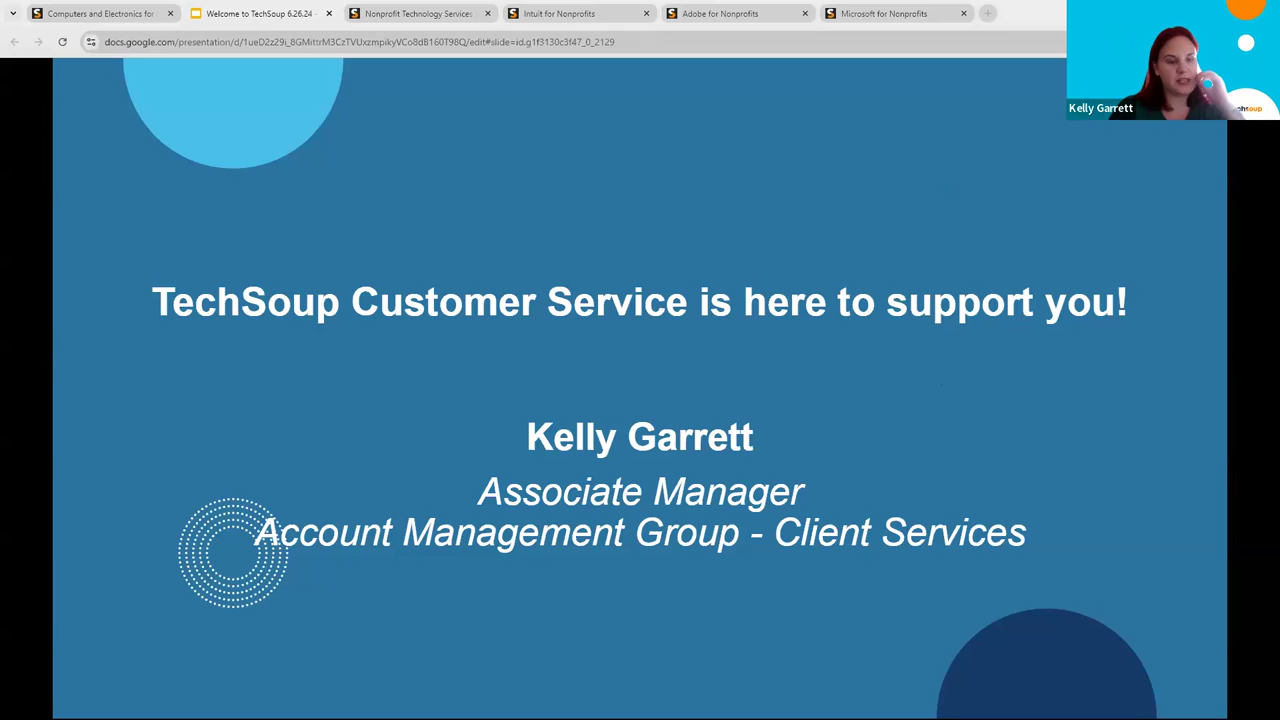 Computers and Electronics for
Welcome to TechSoup 6.26.24 -
Nonprofit Technology Services
Intuit for Nonprofits
Adobe for Nonprofits
Microsoft for Nonprofits
docs.google.com/presentation/d/1ueD2z29i_8GMittrM3CzTVUxzmpikyVCo8dB160T98Q/edit#slide=id.g1f3130c3f47_0_2129
Kelly Garrett
soup
TechSoup Customer Service is here to support you!
Kelly Garrett
Associate Manager
Account Management Group - Client Services